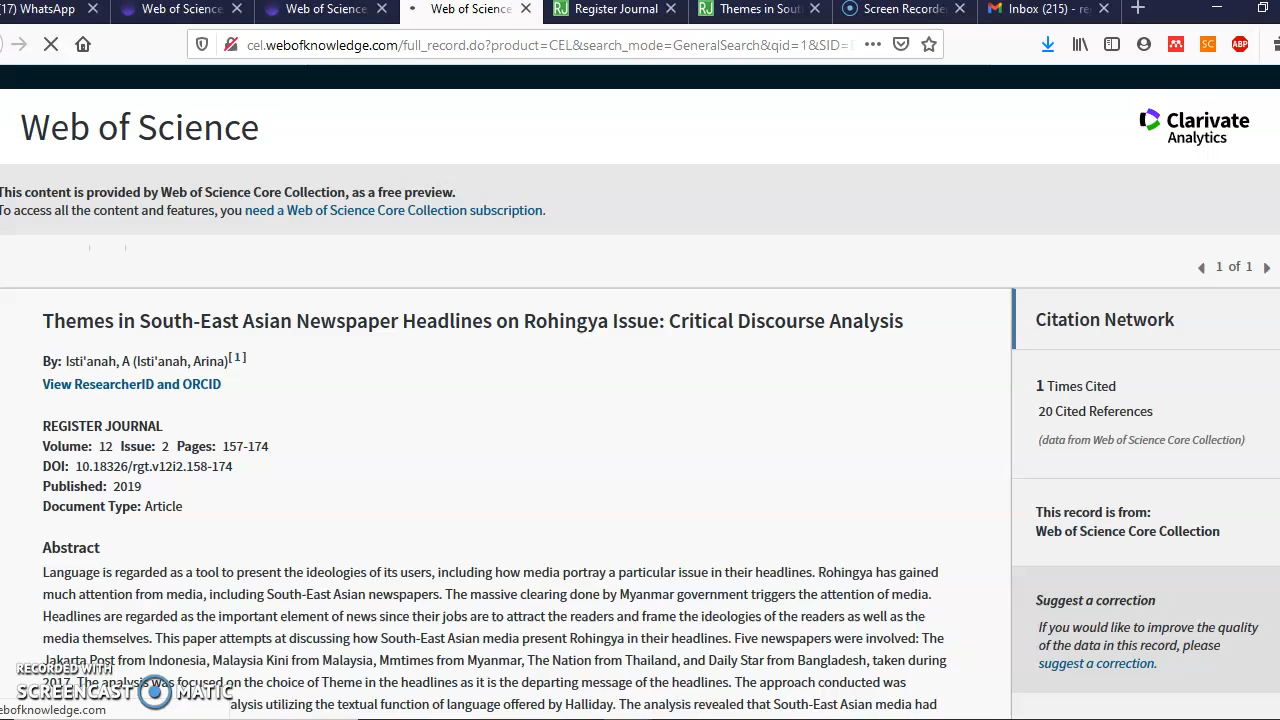 (17) WhatsApp
Web of Science
Web of Science
Web of Science
RJ Register Journal
RJ Themes in Sout
Screen Recorde
Inbox (215) - re
cel.webofknowledge.com/full_record.do?product=CEL&search_mode=GeneralSearch&qid=1&SID=
SC
ABP
Web of Science
Clarivate
Analytics
This content is provided by Web of Science Core Collection, as a free preview.
To access all the content and features, you need a Web of Science Core Collection subscription.
1 of 1
Themes in South-East Asian Newspaper Headlines on Rohingya Issue: Critical Discourse Analysis
By: Isti'anah, A (Isti'anah, Arina)[ 1 ]
View ResearcherID and ORCID
REGISTER JOURNAL
Volume: 12 Issue: 2 Pages: 157-174
DOI: 10.18326/rgt.v12i2.158-174
Published: 2019
Document Type: Article
Abstract
Language is regarded as a tool to present the ideologies of its users, including how media portray a particular issue in their headlines. Rohingya has gained
much attention from media, including South-East Asian newspapers. The massive clearing done by Myanmar government triggers the attention of media.
Headlines are regarded as the important element of news since their jobs are to attract the readers and frame the ideologies of the readers as well as the
media themselves. This paper attempts at discussing how South-East Asian media present Rohingya in their headlines. Five newspapers were involved: The
Jakarta Post from Indonesia, Malaysia Kini from Malaysia, Mmtimes from Myanmar, The Nation from Thailand, and Daily Star from Bangladesh, taken during
2017. The analysis was focused on the choice of Theme in the headlines as it is the departing message of the headlines. The approach conducted was
alysis utilizing the textual function of language offered by Halliday. The analysis revealed that South-East Asian media had
Citation Network
1 Times Cited
20 Cited References
(data from Web of Science Core Collection)
This record is from:
Web of Science Core Collection
Suggest a correction
If you would like to improve the quality
of the data in this record, please
suggest a correction.
RECORDED WITH
SCREENCAST MATIC
ebofknowledge.com